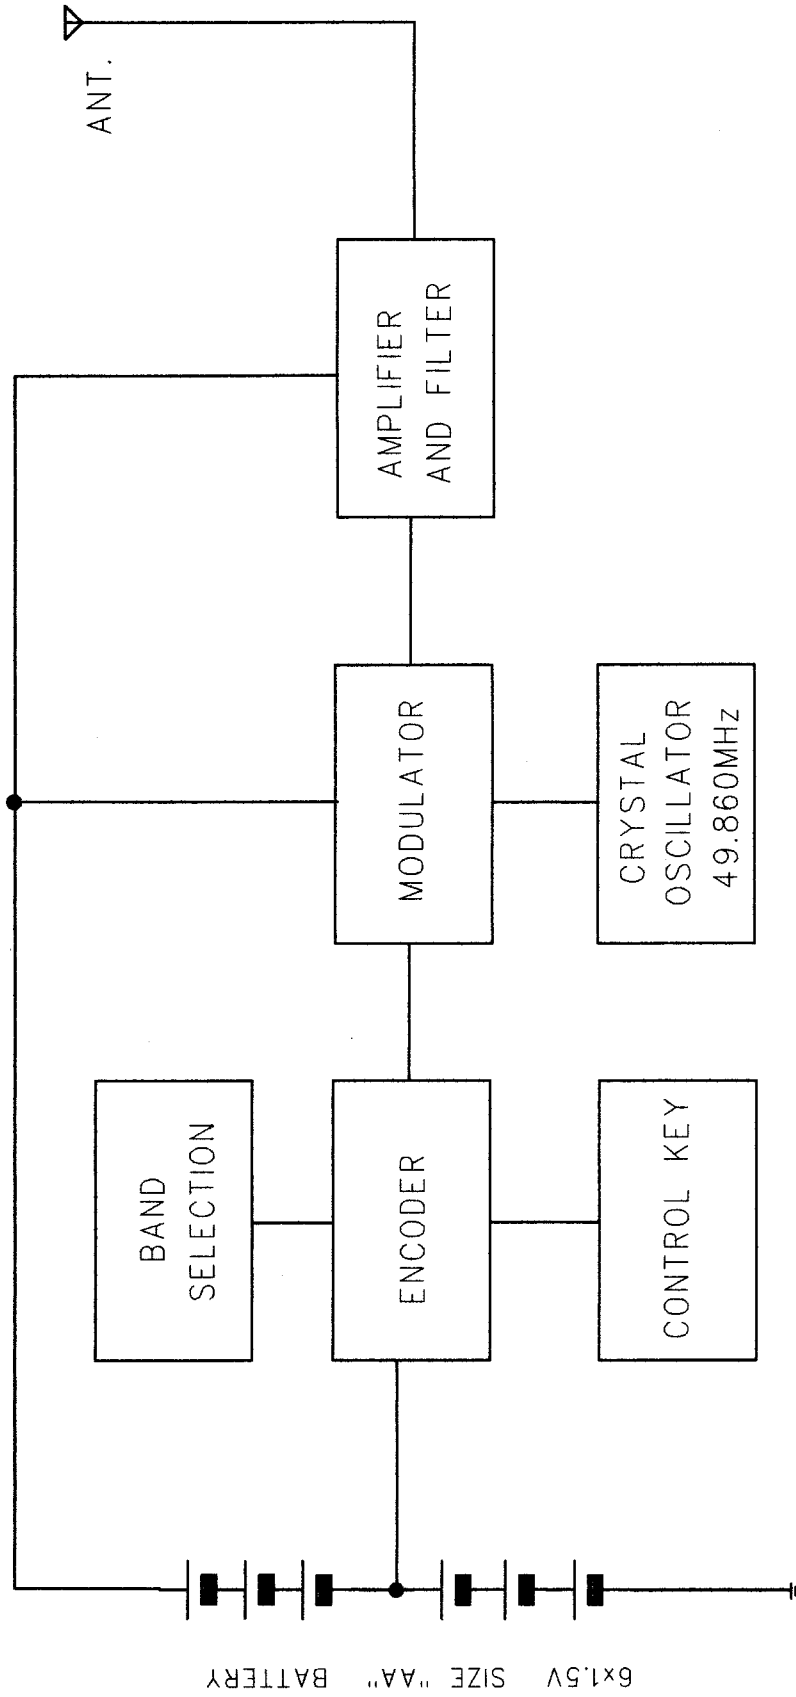 6x1.5V SIZE "AA" BATTERY
BAND
SELECTION
ENCODER
CONTROL KEY
MODULATOR
CRYSTAL
OSCILLATOR
49.860MHz
AMPLIFIER
AND FILTER
ANT.